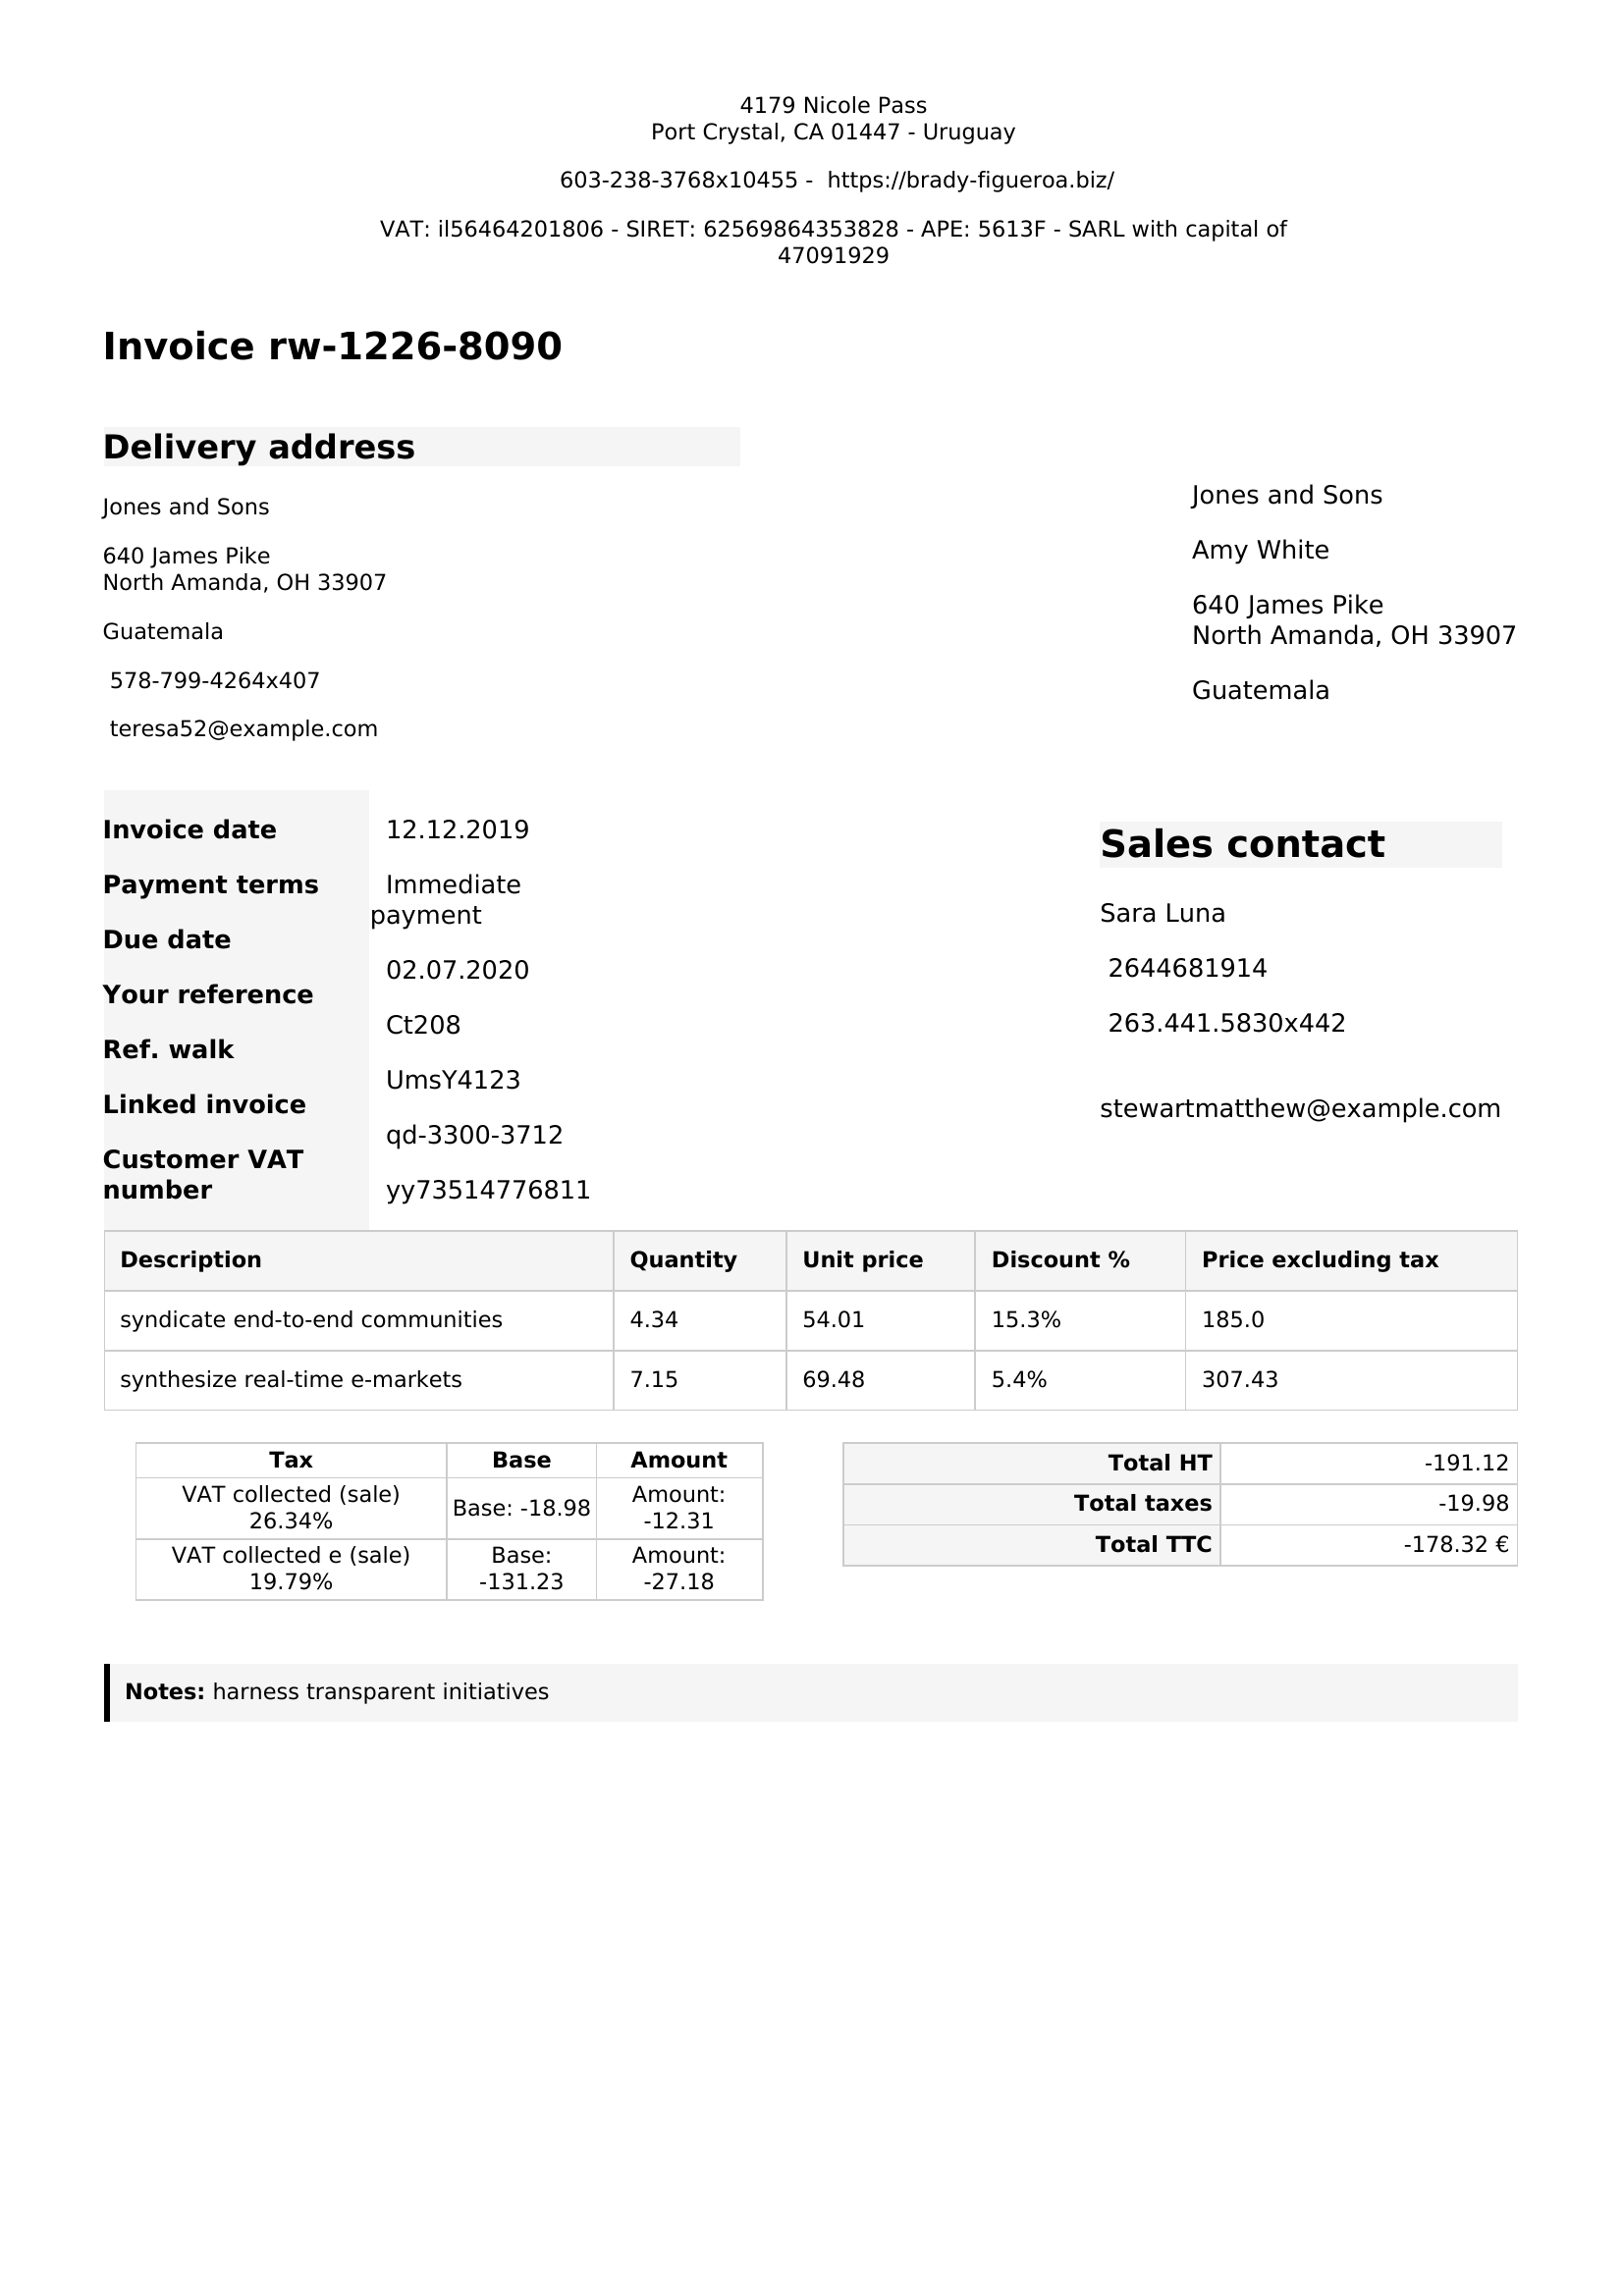 4179 Nicole Pass
Port Crystal, CA 01447 - Uruguay
603-238-3768x10455 -  https://brady-figueroa.biz/
VAT: il56464201806 - SIRET: 62569864353828 - APE: 5613F - SARL with capital of
47091929
Invoice rw-1226-8090
Delivery address
Jones and Sons
640 James Pike
North Amanda, OH 33907
Guatemala
578-799-4264x407
teresa52@example.com
Jones and Sons
Amy White
640 James Pike
North Amanda, OH 33907
Guatemala
Invoice date
Payment terms
Due date
Your reference
Ref. walk
Linked invoice
Customer VAT
number
12.12.2019
Immediate
payment
02.07.2020
Ct208
UmsY4123
qd-3300-3712
yy73514776811
Sales contact
Sara Luna
2644681914
263.441.5830x442
stewartmatthew@example.com
Description Quantity Unit price Discount % Price excluding tax
syndicate end-to-end communities 4.34 54.01 15.3% 185.0
synthesize real-time e-markets 7.15 69.48 5.4% 307.43
Tax Base Amount
VAT collected (sale)
26.34%
Base: -18.98
Amount:
-12.31
VAT collected e (sale)
19.79%
Base:
-131.23
Amount:
-27.18
Total HT -191.12
Total taxes -19.98
Total TTC -178.32 €
Notes: harness transparent initiatives